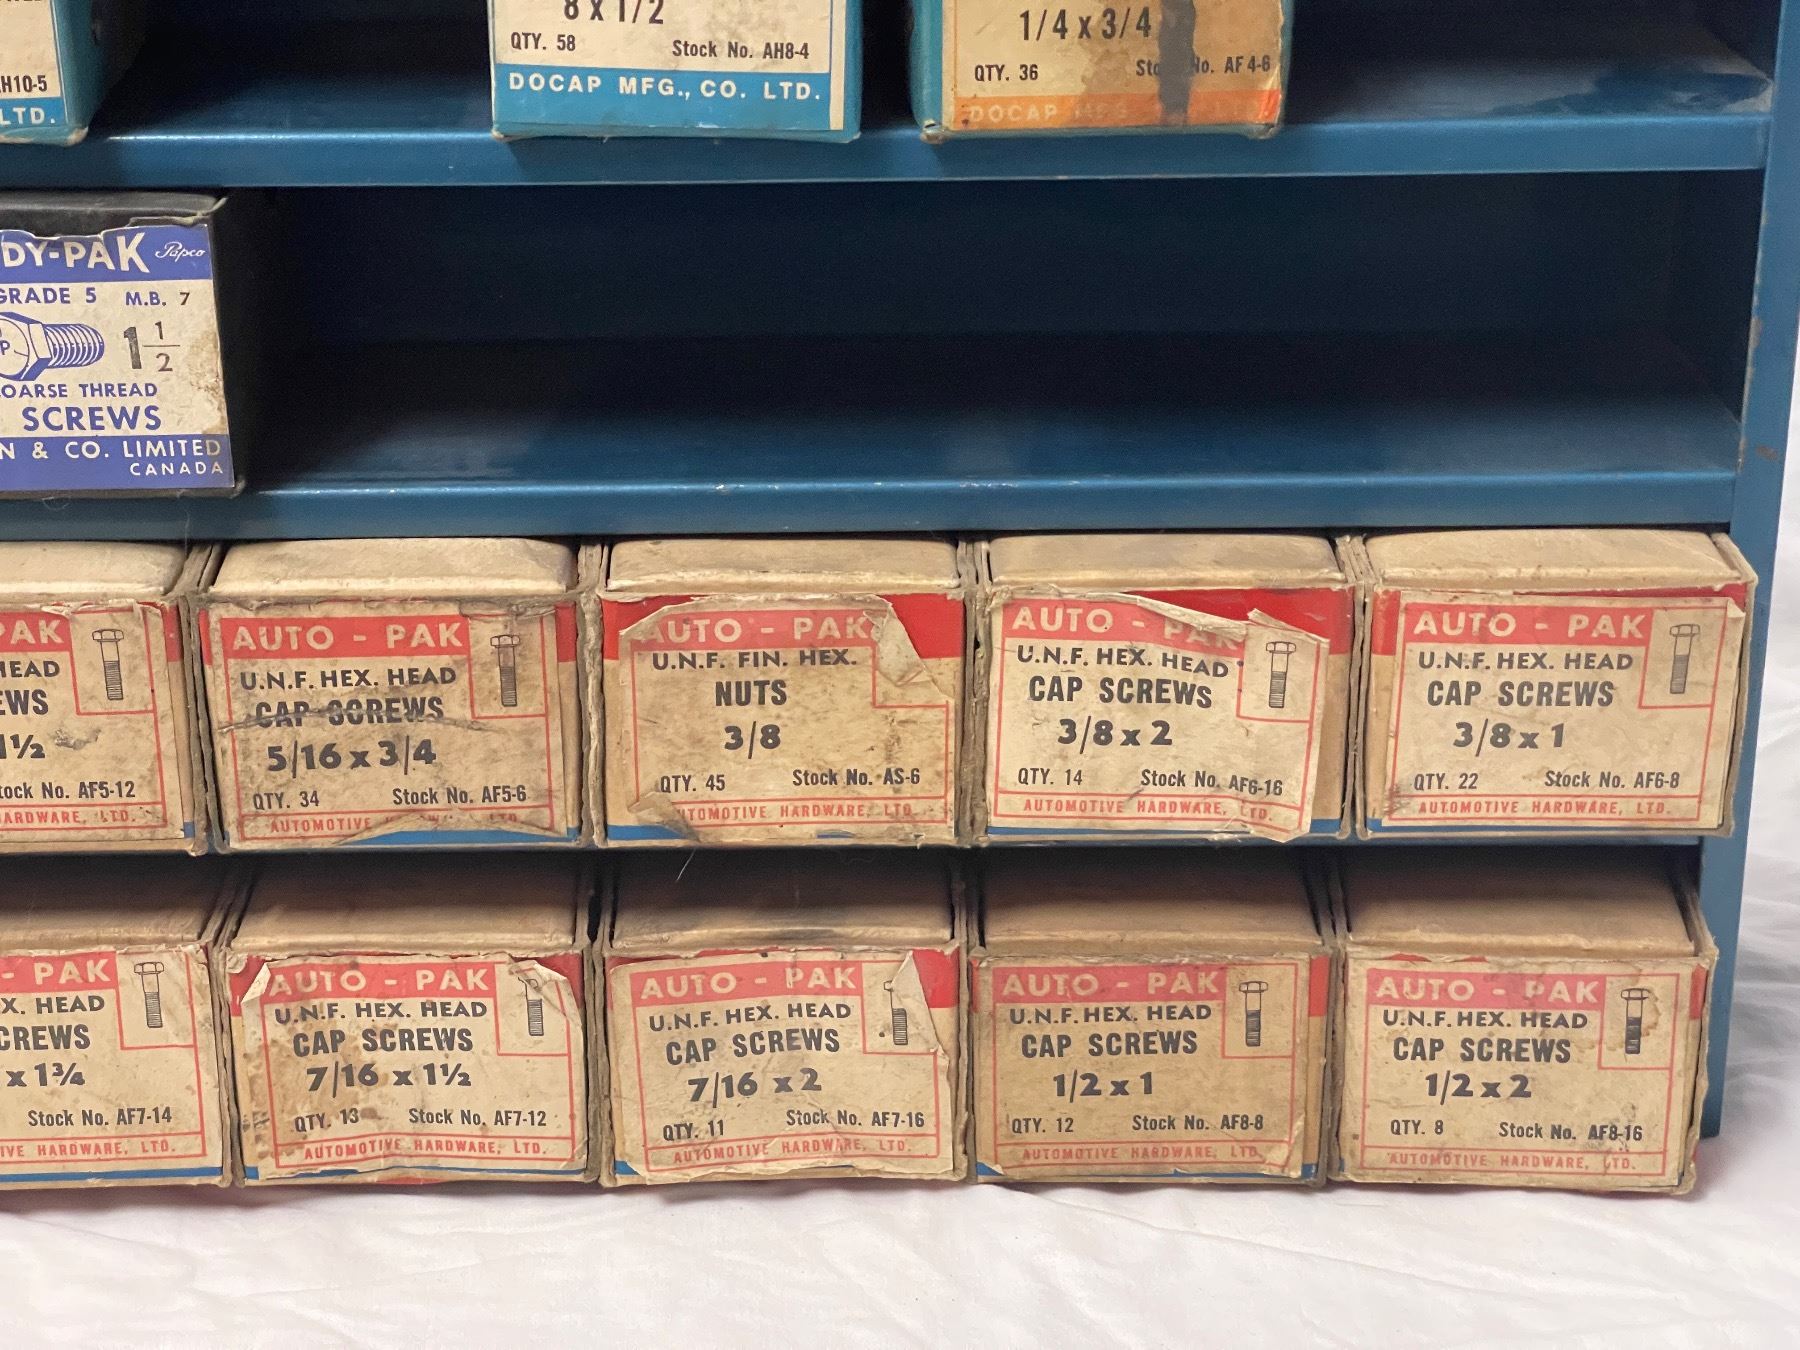 H10-5
LTD.
8 x 1/2
QTY. 58 Stock No. AH8-4
DOCAP MFG., CO. LTD.
1/4 x 3/4
QTY. 36 No. AF4-6
DOCAP MFG LTD.
DY-PAK Papco
GRADE 5 M.B. 7
P
1 1/2
OARSE THREAD
SCREWS
N & CO. LIMITED
CANADA
PAK
HEAD
EWS
1½
tock No. AF5-12
HARDWARE, LTD.
AUTO - PAK
U.N.F. HEX. HEAD
CAP SCREWS
5/16 x 3/4
QTY. 34 Stock No. AF5-6
AUTOMOTIVE LTD.
AUTO - PAK
U.N.F. FIN. HEX.
NUTS
3/8
QTY. 45 Stock No. AS-6
UTOMOTIVE HARDWARE, LTD.
AUTO - PAK
U.N.F. HEX. HEAD
CAP SCREWS
3/8 x 2
QTY. 14 Stock No. AF6-16
AUTOMOTIVE HARDWARE, LTD.
AUTO - PAK
U.N.F. HEX. HEAD
CAP SCREWS
3/8 x 1
QTY. 22 Stock No. AF6-8
AUTOMOTIVE HARDWARE, LTD.
- PAK
X. HEAD
CREWS
x 1¾
Stock No. AF7-14
IVE HARDWARE, LTD.
AUTO - PAK
U.N.F. HEX. HEAD
CAP SCREWS
7/16 x 1½
QTY. 13 Stock No. AF7-12
AUTOMOTIVE HARDWARE, LTD.
AUTO - PAK
U.N.F. HEX. HEAD
CAP SCREWS
7/16 x 2
QTY. 11 Stock No. AF7-16
AUTOMOTIVE HARDWARE, LTD.
AUTO - PAK
U.N.F. HEX. HEAD
CAP SCREWS
1/2 x 1
QTY. 12 Stock No. AF8-8
AUTOMOTIVE HARDWARE, LTD.
AUTO - PAK
U.N.F. HEX. HEAD
CAP SCREWS
1/2 x 2
QTY. 8 Stock No. AF8-16
AUTOMOTIVE HARDWARE, LTD.